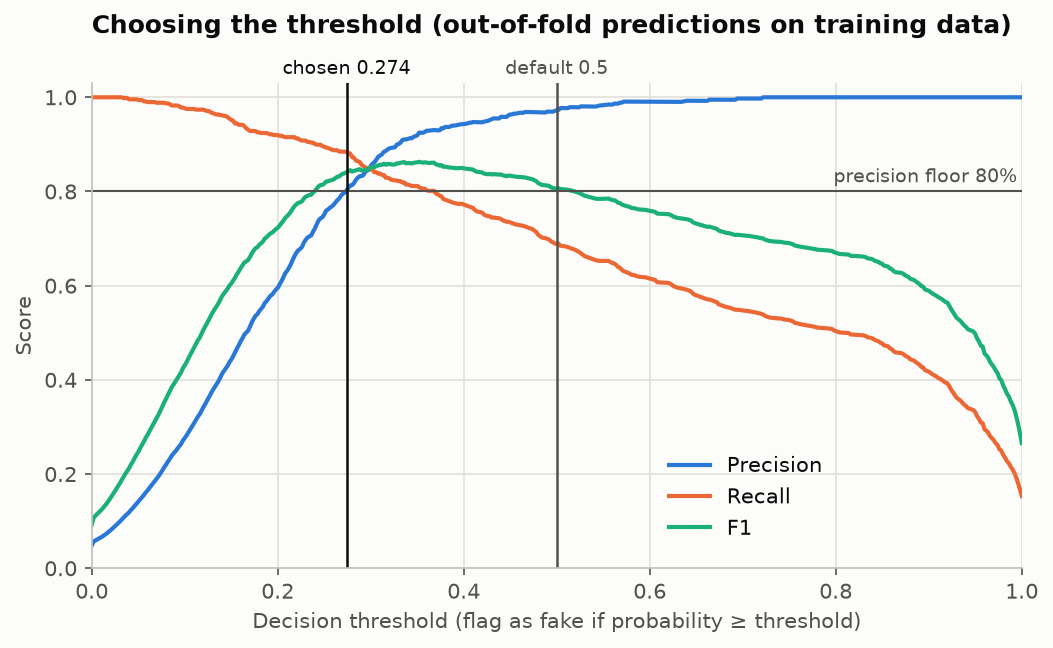 Choosing the threshold (out-of-fold predictions on training data)
chosen 0.274
default 0.5
1.0
precision floor 80%
0.8
0.6
Score
0.4
0.2
0.0
Precision
Recall
F1
0.0 0.2 0.4 0.6 0.8 1.0
Decision threshold (flag as fake if probability ≥ threshold)